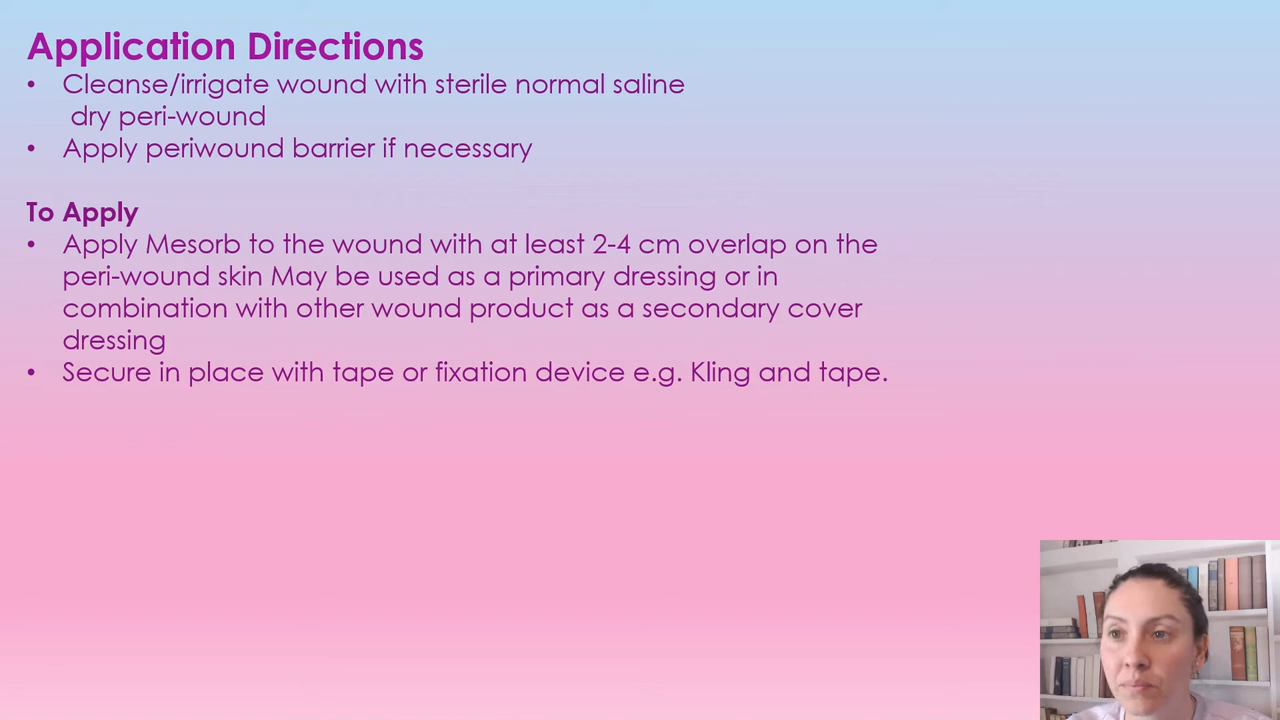 Application Directions
• Cleanse/irrigate wound with sterile normal saline
dry peri-wound
• Apply periwound barrier if necessary
To Apply
• Apply Mesorb to the wound with at least 2-4 cm overlap on the
peri-wound skin May be used as a primary dressing or in
combination with other wound product as a secondary cover
dressing
• Secure in place with tape or fixation device e.g. Kling and tape.